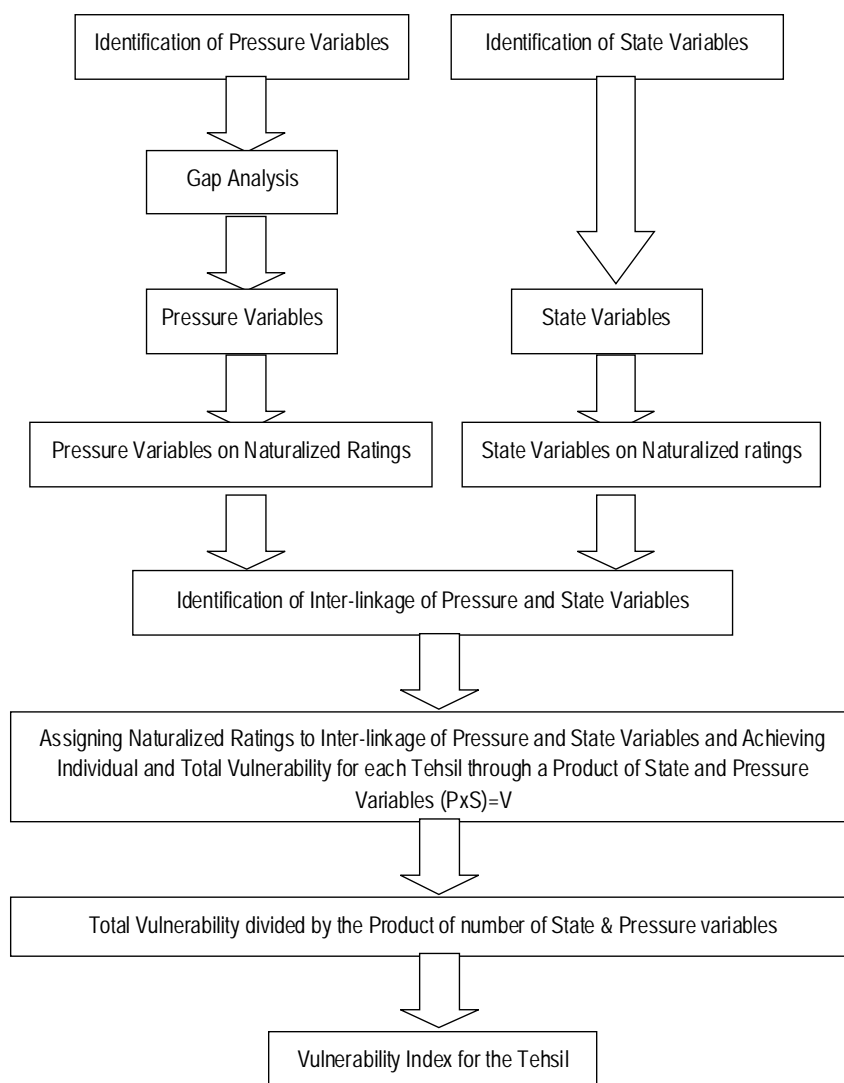 Identification of Pressure Variables
Identification of State Variables
Gap Analysis
Pressure Variables
State Variables
Pressure Variables on Naturalized Ratings
State Variables on Naturalized ratings
Identification of Inter-linkage of Pressure and State Variables
Assigning Naturalized Ratings to Inter-linkage of Pressure and State Variables and Achieving
Individual and Total Vulnerability for each Tehsil through a Product of State and Pressure
Variables (PxS)=V
Total Vulnerability divided by the Product of number of State & Pressure variables
Vulnerability Index for the Tehsil